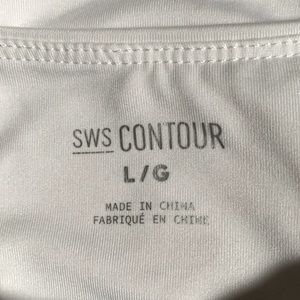 SWS CONTOUR
L/G
MADE IN CHINA
FABRIQUÉ EN CHINE